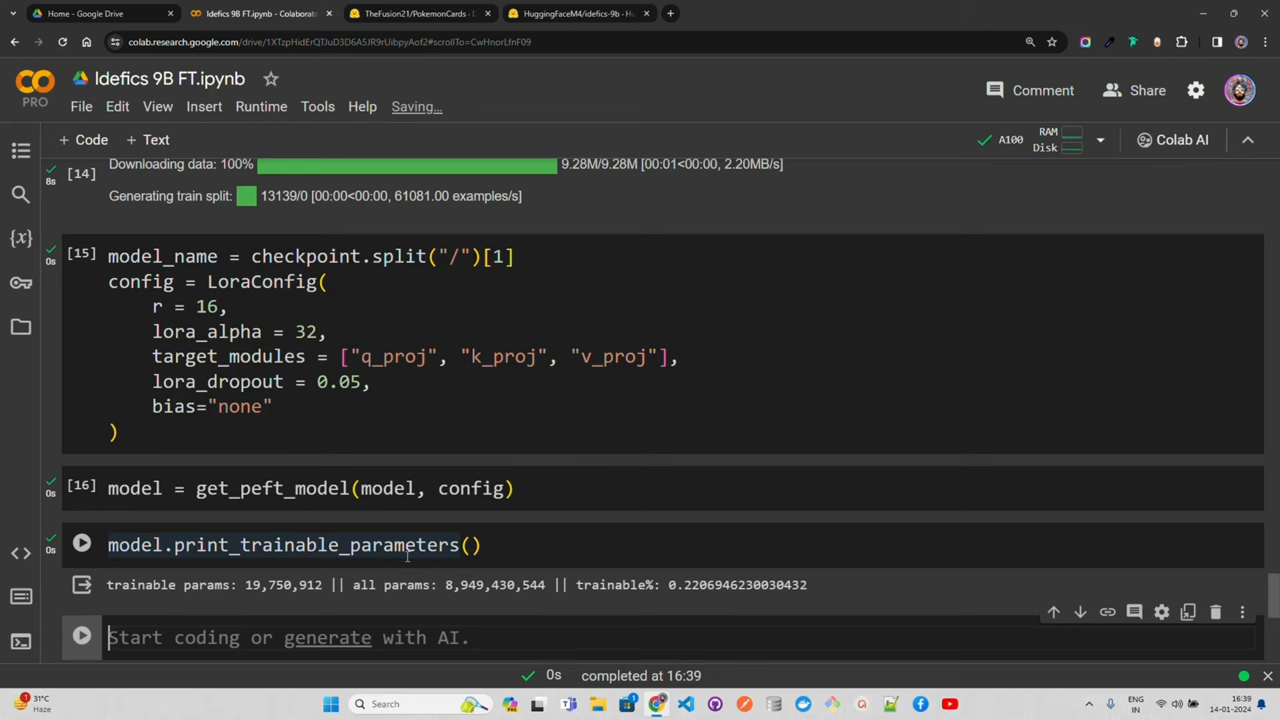 Home - Google Drive
Idefics 9B FT.ipynb - Colaborato
TheFusion21/PokemonCards · D
HuggingFaceM4/idefics-9b · Hu
colab.research.google.com/drive/1XTzpHidErQTJuD3D6A5JR9rUibpyAof2#scrollTo=CwHnorLfnF09
CO
PRO
Idefics 9B FT.ipynb
Comment
Share
File Edit View Insert Runtime Tools Help Saving...
+ Code + Text
A100
RAM
Disk
Colab AI
[14]
8s
Downloading data: 100% 9.28M/9.28M [00:01<00:00, 2.20MB/s]
Generating train split: 13139/0 [00:00<00:00, 61081.00 examples/s]
[15]
0s
model_name = checkpoint.split("/")[1]
config = LoraConfig(
    r = 16,
    lora_alpha = 32,
    target_modules = ["q_proj", "k_proj", "v_proj"],
    lora_dropout = 0.05,
    bias="none"
)
[16]
0s
model = get_peft_model(model, config)
0s
model.print_trainable_parameters()
trainable params: 19,750,912 || all params: 8,949,430,544 || trainable%: 0.2206946230030432
Start coding or generate with AI.
0s completed at 16:39
31°C
Haze
Search
ENG
IN
16:39
14-01-2024